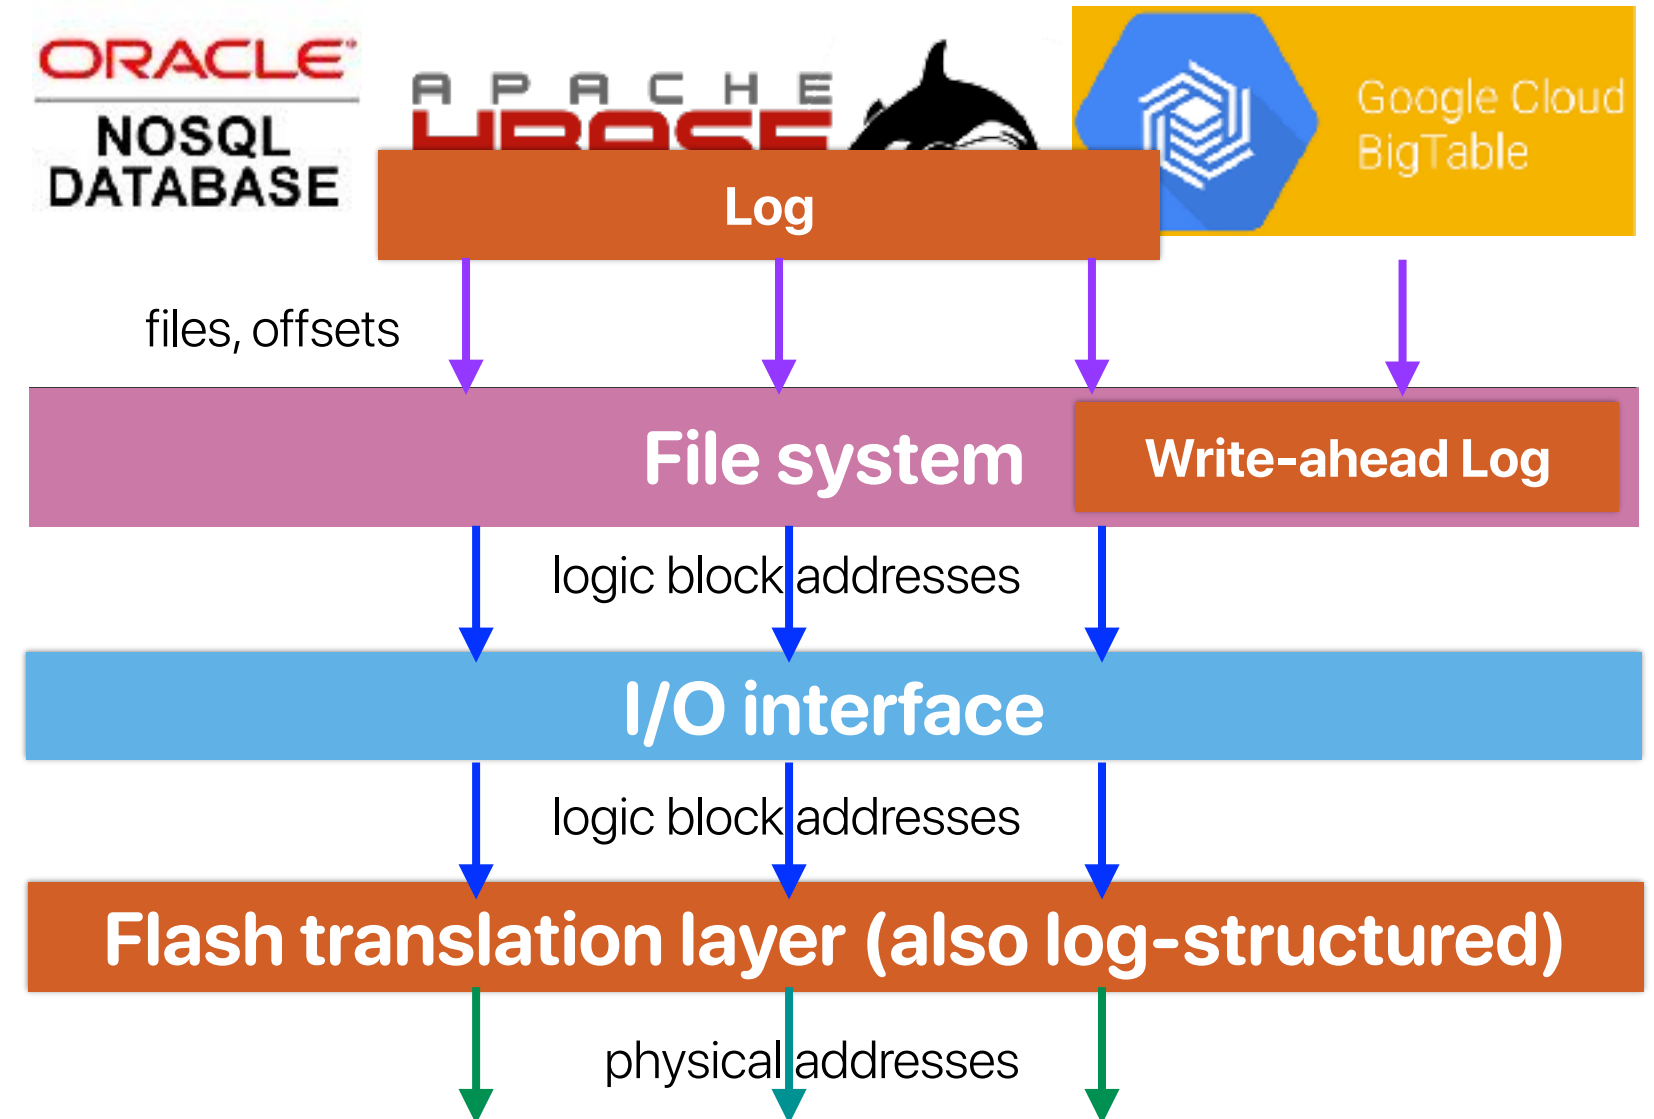 ORACLE
NOSQL
DATABASE
APACHE
HBASE
Google Cloud
BigTable
Log
files, offsets
File system
Write-ahead Log
logic block addresses
I/O interface
logic block addresses
Flash translation layer (also log-structured)
physical addresses